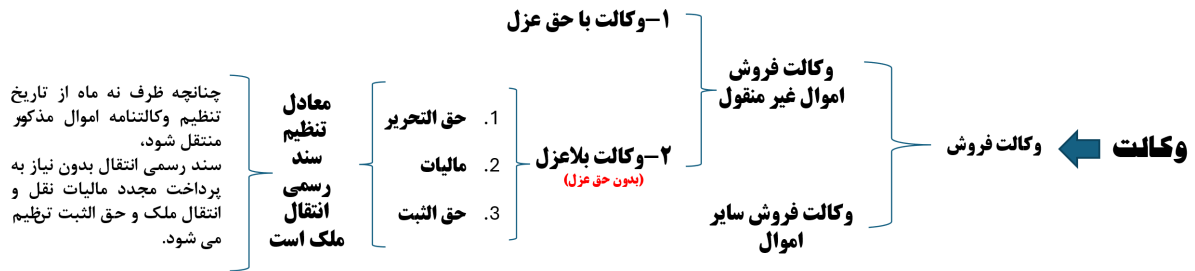 وکالت
وکالت فروش
وکالت فروش
اموال غیر منقول
۱-وکالت با حق عزل
۲-وکالت بلاعزل
(بدون حق عزل)
1. حق التحریر
2. مالیات
3. حق الثبت
معادل
تنظیم
سند
رسمی
انتقال
ملک است
چنانچه ظرف نه ماه از تاریخ
تنظیم وکالتنامه اموال مذکور
منتقل شود،
سند رسمی انتقال بدون نیاز به
پرداخت مجدد مالیات نقل و
انتقال ملک و حق الثبت تنظیم
می شود.
وکالت فروش سایر
اموال